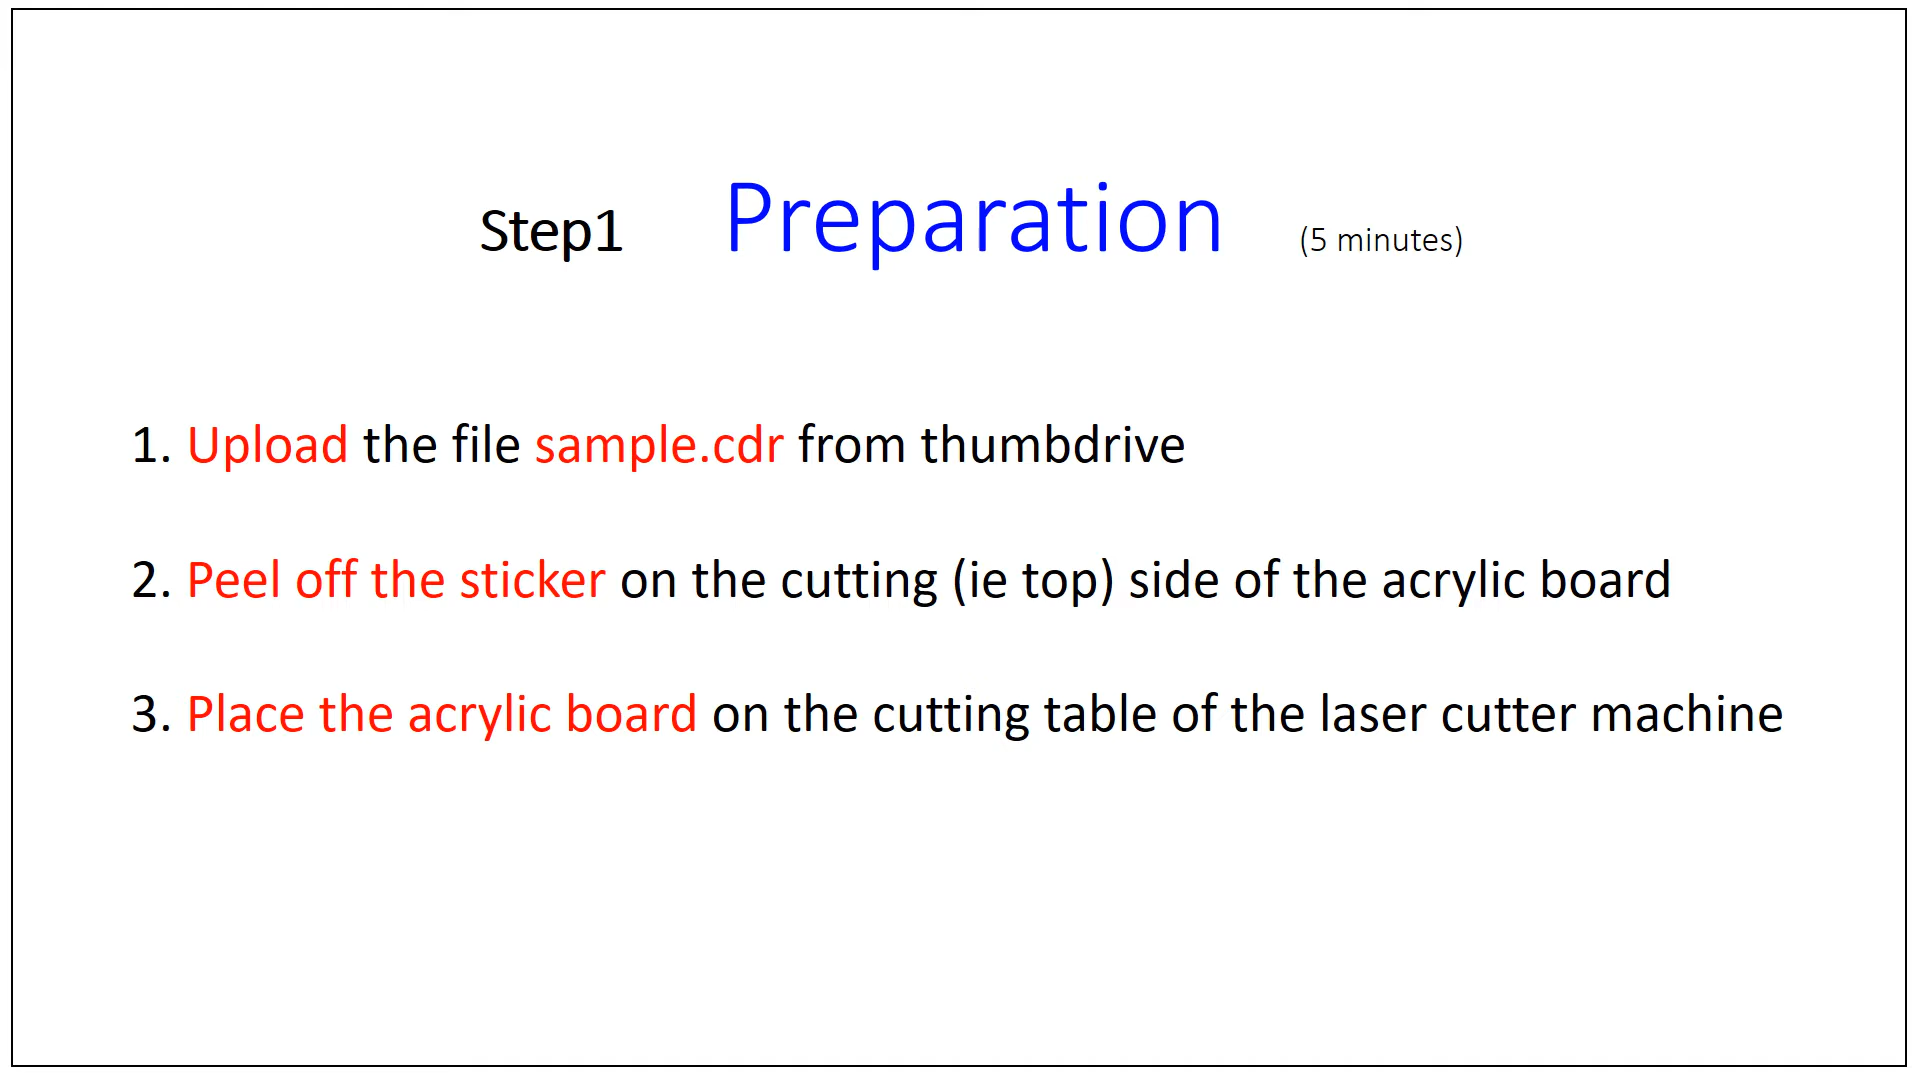 Step1 Preparation (5 minutes)
1. Upload the file sample.cdr from thumbdrive
2. Peel off the sticker on the cutting (ie top) side of the acrylic board
3. Place the acrylic board on the cutting table of the laser cutter machine